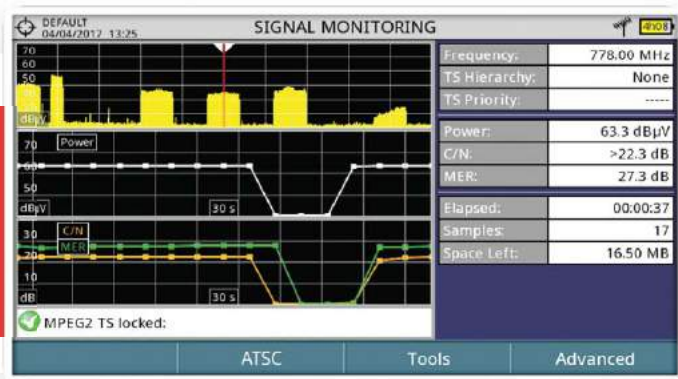 DEFAULT
04/04/2017 13:25
SIGNAL MONITORING
4h08
70
60
50
dBµV
70
Power
60
50
dBµV
30 s
30
C/N
MER
20
10
dB
30 s
MPEG2 TS locked:
Frequency: 778.00 MHz
TS Hierarchy: None
TS Priority: -----
Power: 63.3 dBµV
C/N: >22.3 dB
MER: 27.3 dB
Elapsed: 00:00:37
Samples: 17
Space Left: 16.50 MB
ATSC
Tools
Advanced